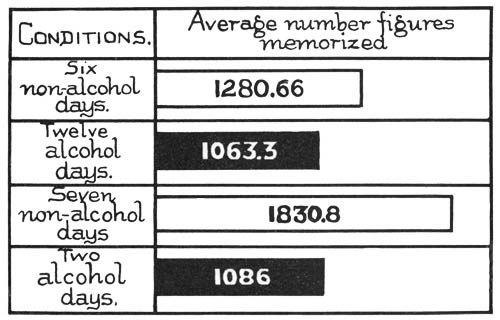 CONDITIONS.
Average number figures
memorized
Six
non-alcohol
days.
1280.66
Twelve
alcohol
days.
1063.3
Seven
non-alcohol
days
1830.8
Two
alcohol
days.
1086